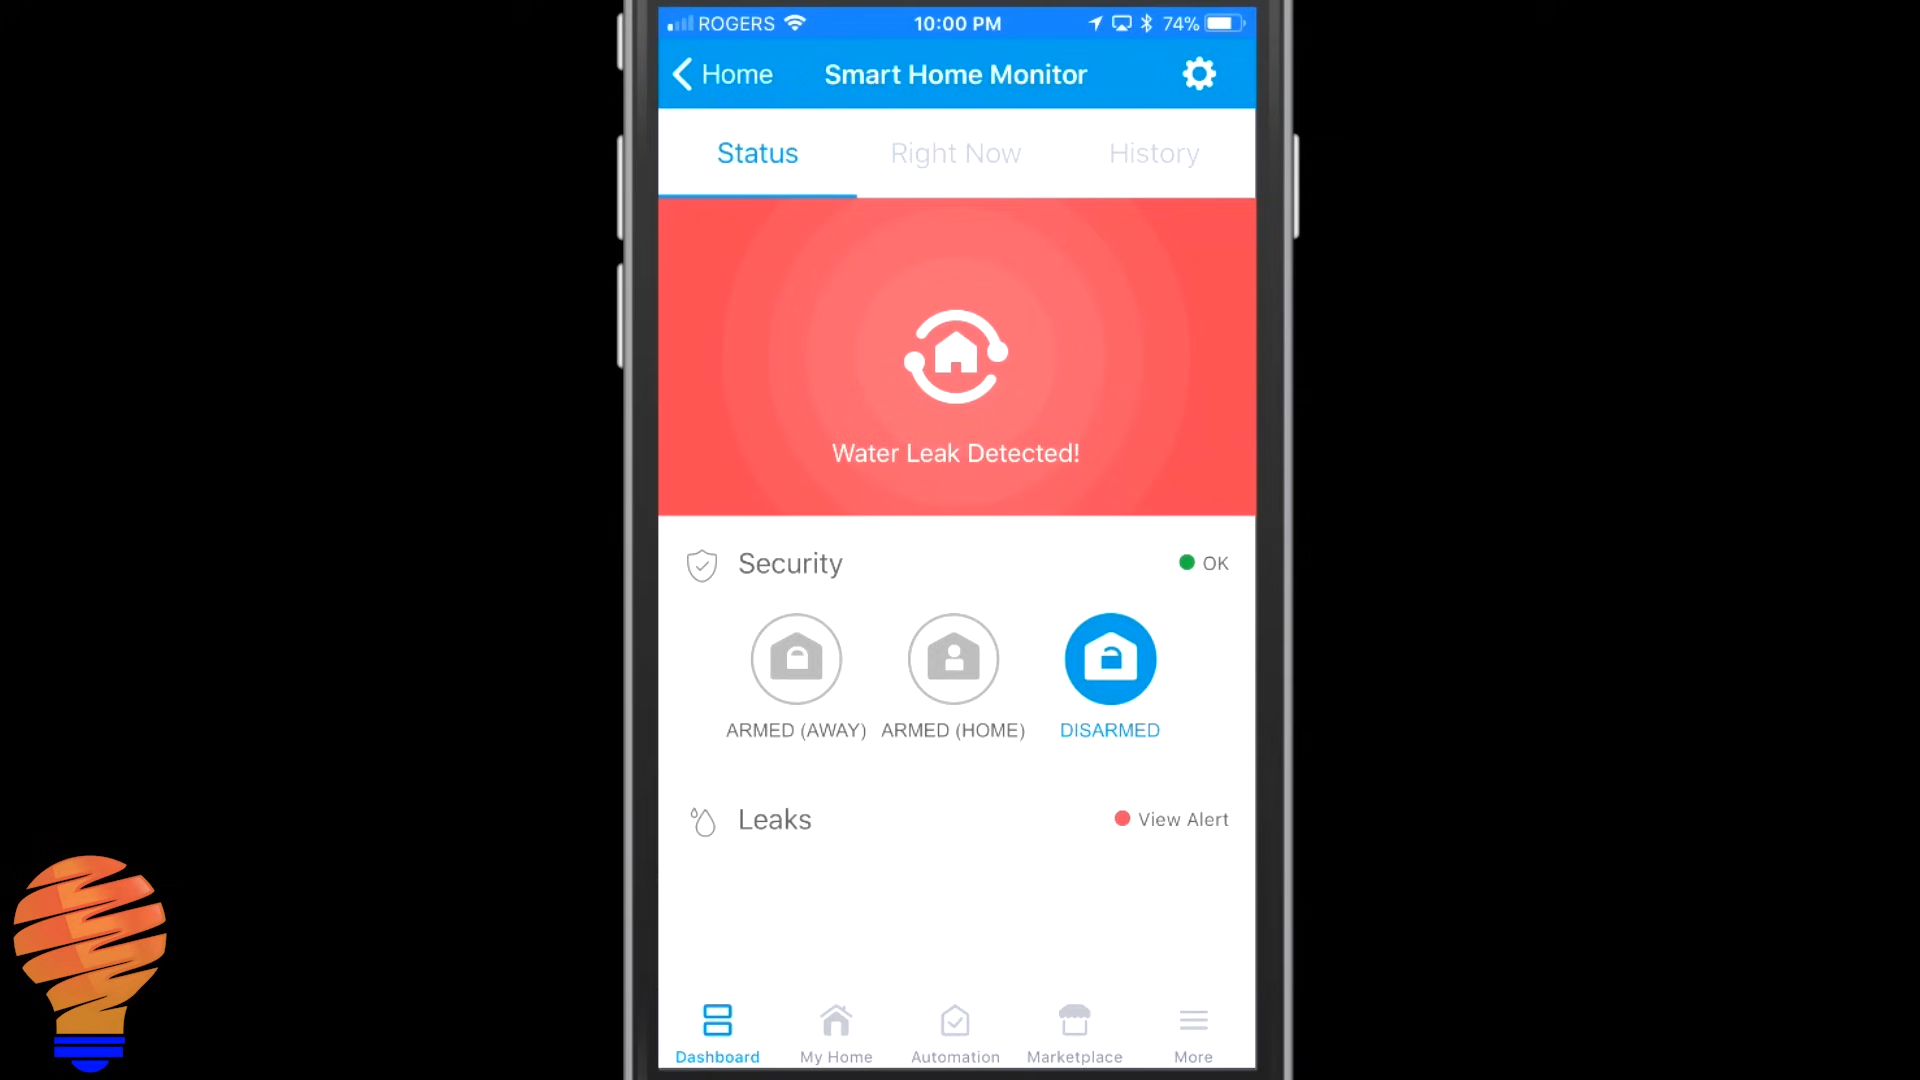 ROGERS 10:00 PM 74%
Home Smart Home Monitor
Status Right Now History
Water Leak Detected!
Security OK
ARMED (AWAY) ARMED (HOME) DISARMED
Leaks View Alert
Dashboard My Home Automation Marketplace More